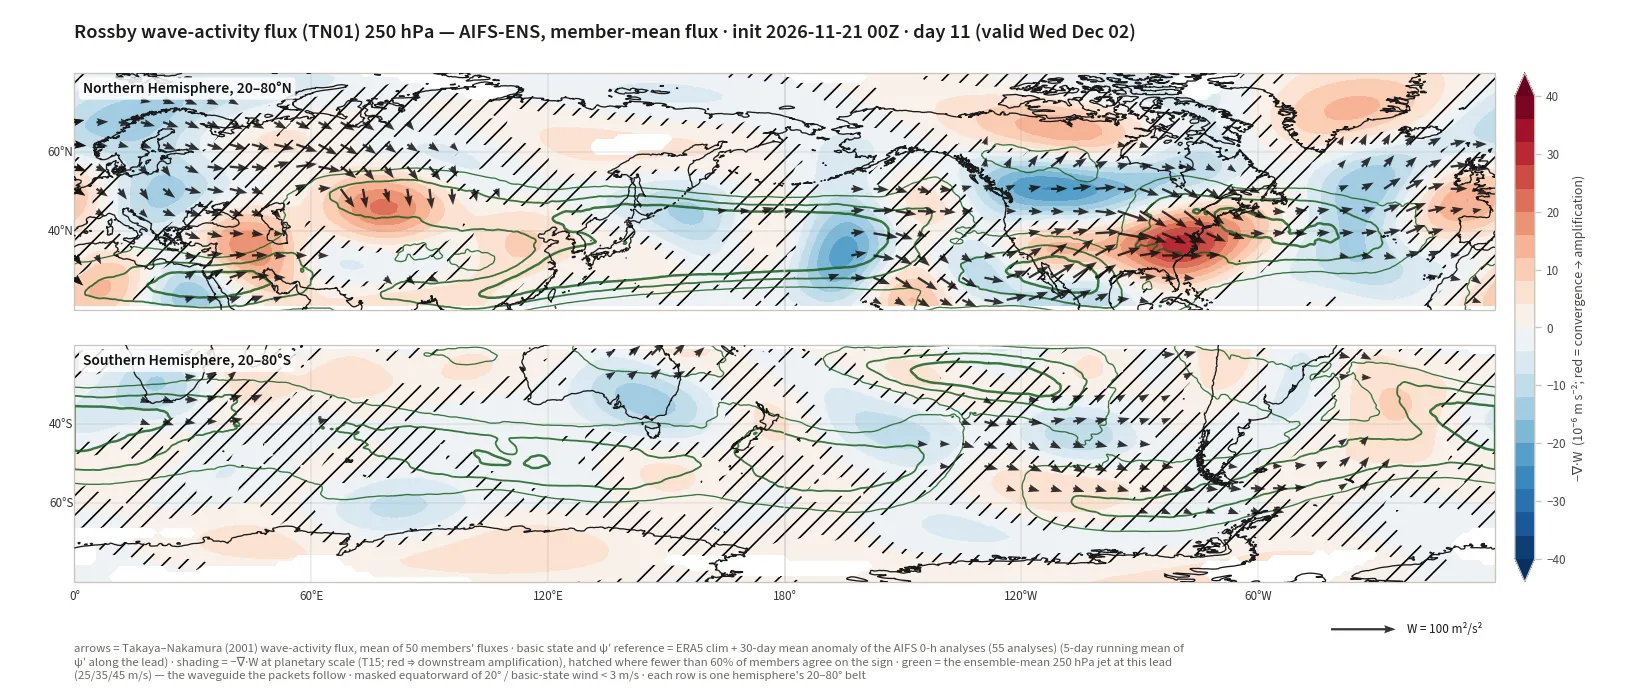 Rossby wave-activity flux (TN01) 250 hPa — AIFS-ENS, member-mean flux · init 2026-11-21 00Z · day 11 (valid Wed Dec 02)
Northern Hemisphere, 20–80°N
60°N
40°N
Southern Hemisphere, 20–80°S
40°S
60°S
0°
60°E
120°E
180°
120°W
60°W
40
30
20
10
0
−10
−20
−30
−40
−∇·W (10⁻⁶ m s⁻²; red = convergence → amplification)
W = 100 m²/s²
arrows = Takaya–Nakamura (2001) wave-activity flux, mean of 50 members' fluxes · basic state and ψ' reference = ERA5 clim + 30-day mean anomaly of the AIFS 0-h analyses (55 analyses) (5-day running mean of
ψ' along the lead) · shading = −∇·W at planetary scale (T15; red ⇒ downstream amplification), hatched where fewer than 60% of members agree on the sign · green = the ensemble-mean 250 hPa jet at this lead
(25/35/45 m/s) — the waveguide the packets follow · masked equatorward of 20° / basic-state wind < 3 m/s · each row is one hemisphere's 20–80° belt